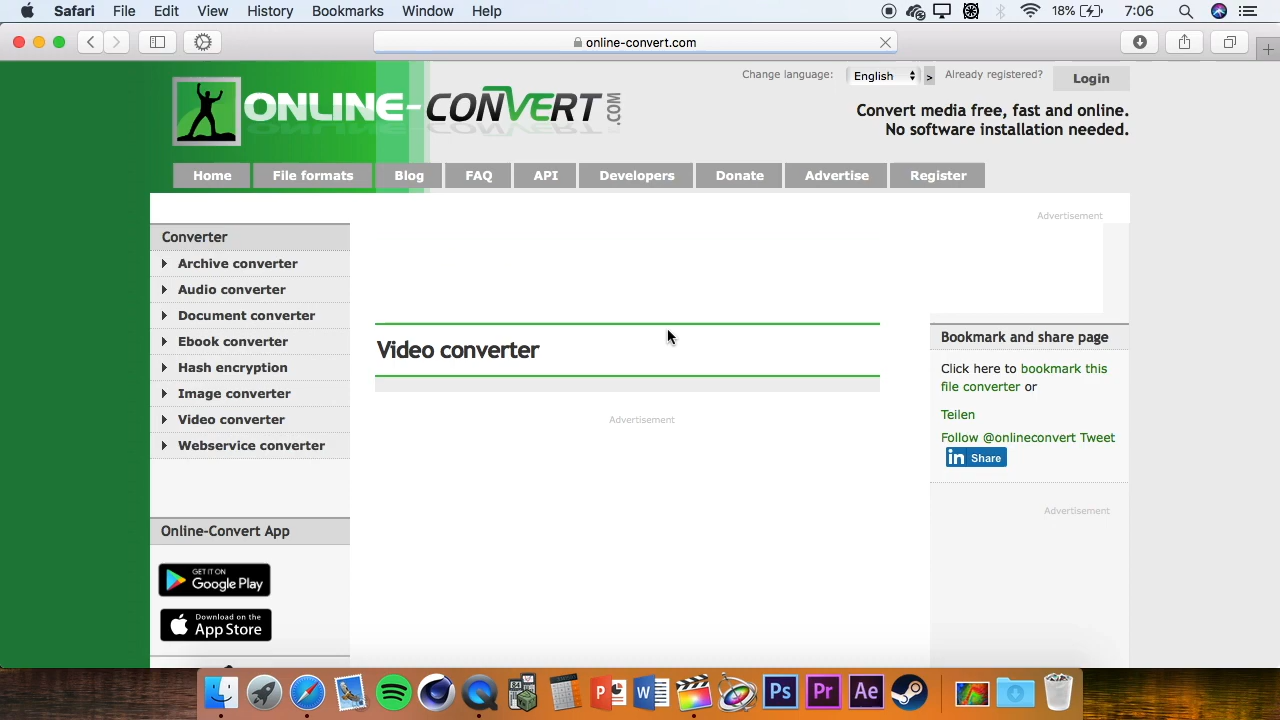 Safari File Edit View History Bookmarks Window Help 18% 7:06
online-convert.com
Change language: English > Already registered? Login
ONLINE-CONVERT.COM
Convert media free, fast and online.
No software installation needed.
Home File formats Blog FAQ API Developers Donate Advertise Register
Advertisement
Converter
Archive converter
Audio converter
Document converter
Ebook converter
Hash encryption
Image converter
Video converter
Webservice converter
Online-Convert App
GET IT ON
Google Play
Download on the
App Store
Video converter
Advertisement
Bookmark and share page
Click here to bookmark this
file converter or
Teilen
Follow @onlineconvert Tweet
in Share
Advertisement
P W Ps Pr Ae